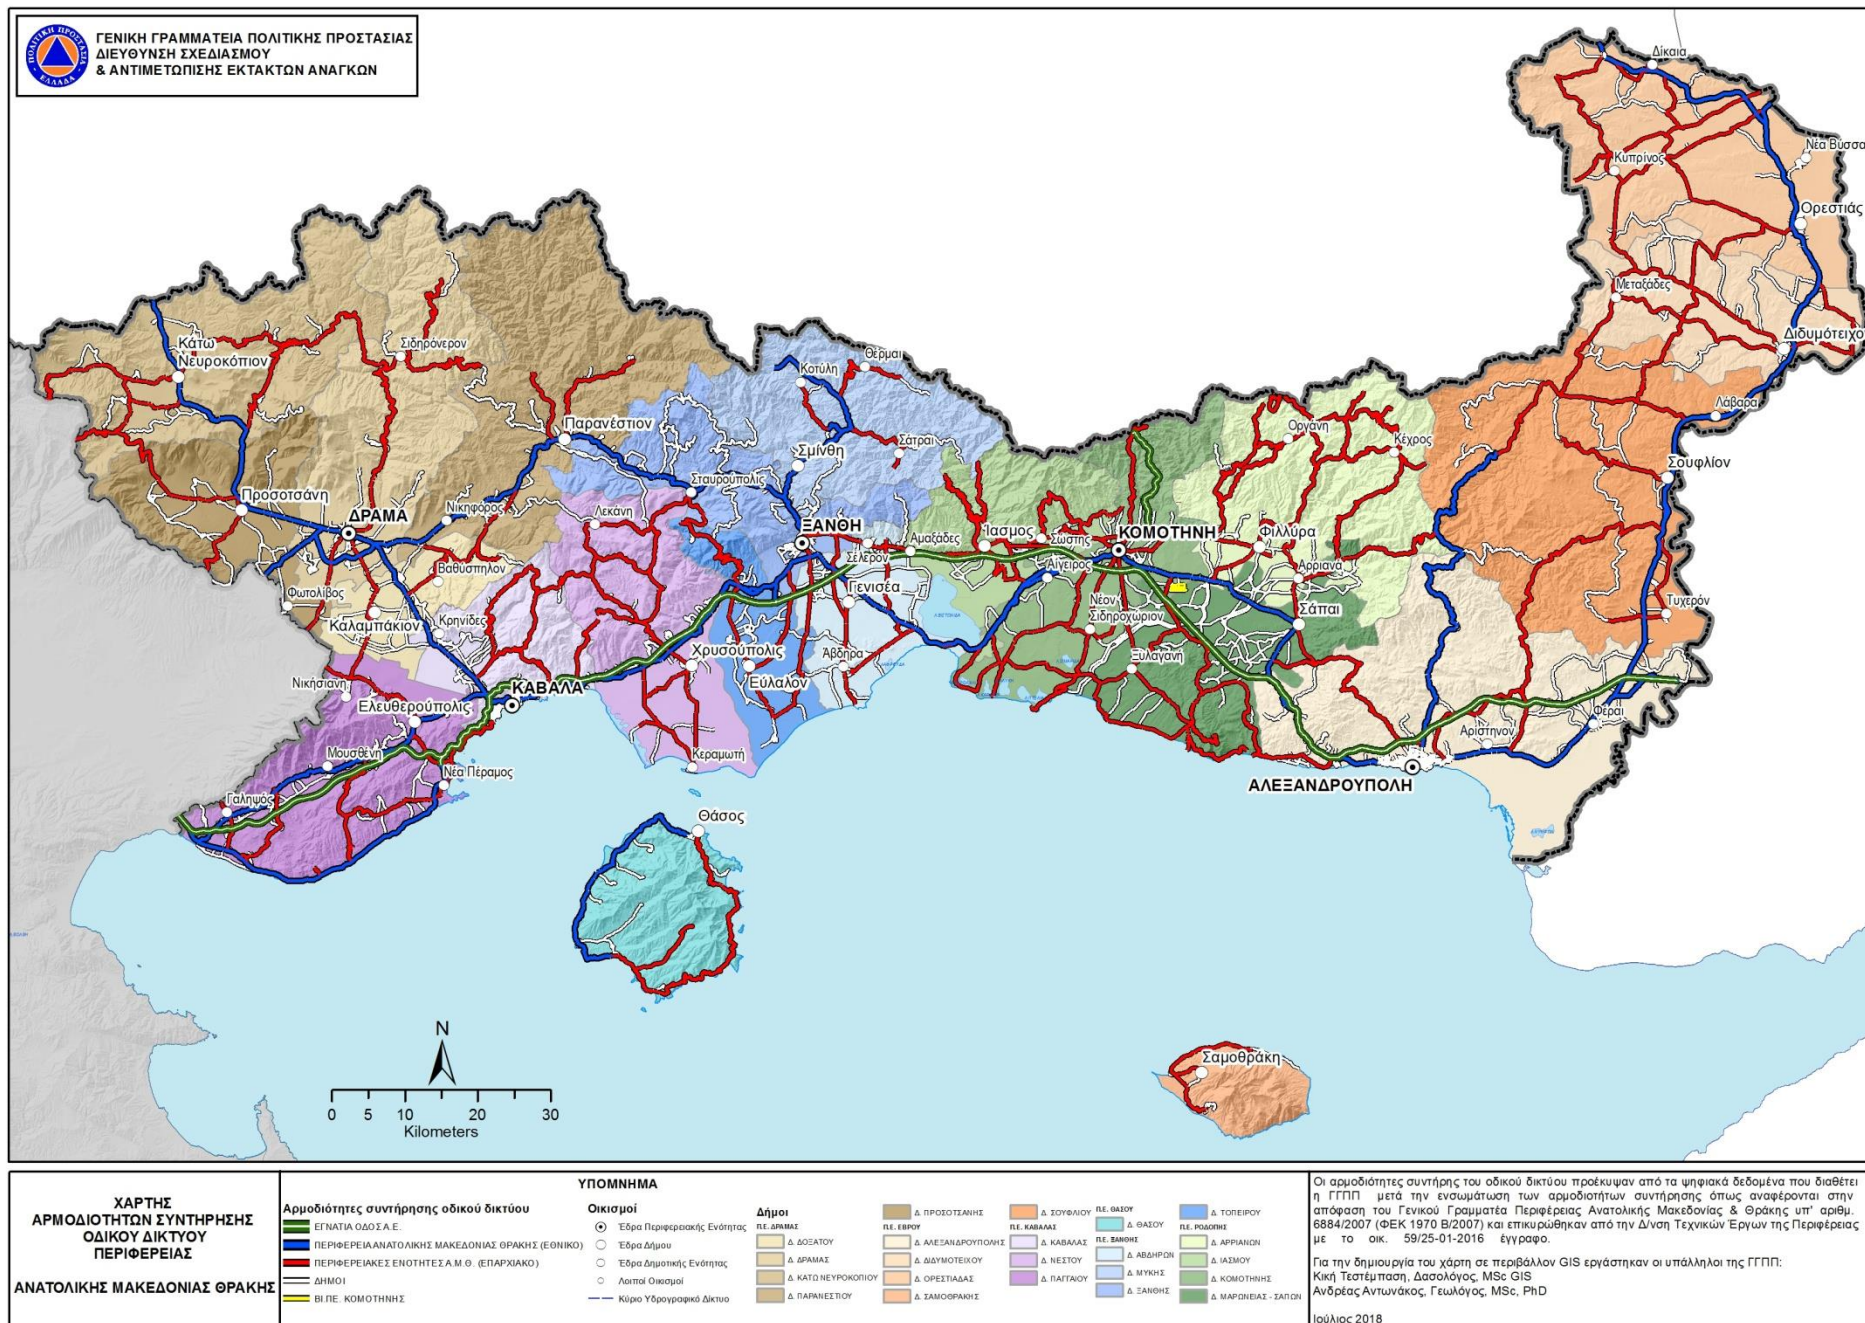 ΓΕΝΙΚΗ ΓΡΑΜΜΑΤΕΙΑ ΠΟΛΙΤΙΚΗΣ ΠΡΟΣΤΑΣΙΑΣ
ΔΙΕΥΘΥΝΣΗ ΣΧΕΔΙΑΣΜΟΥ
& ΑΝΤΙΜΕΤΩΠΙΣΗΣ ΕΚΤΑΚΤΩΝ ΑΝΑΓΚΩΝ
ΠΟΛΙΤΙΚΗ ΠΡΟΣΤΑΣΙΑ
ΕΛΛΑΔΑ
Δίκαια
Νέα Βύσσα
Κυπρίνος
Ορεστιάς
Μεταξάδες
Διδυμότειχο
Κάτω
Νευροκόπιον
Σιδηρόνερον
Θέρμαι
Κοτύλη
Λάβαρα
Παρανέστιον
Οργάνη
Κέχρος
Σάτραι
Σμίνθη
Σουφλίον
Σταυρούπολις
Προσοτσάνη
ΔΡΑΜΑ
Νικηφόρος
Λεκάνη
ΞΑΝΘΗ
Σέλερον
Αμαξάδες
Ίασμος
Σώστης
ΚΟΜΟΤΗΝΗ
Φιλλύρα
Αρριανά
Βαθύσπηλον
Αίγειρος
Φωτολίβος
Καλαμπάκιον
Κρηνίδες
Γενισέα
Νέον
Σιδηροχώριον
Σάπαι
Τυχερόν
Χρυσούπολις
Εύλαλον
Άβδηρα
Ξυλαγανή
Νικήσιανη
ΚΑΒΑΛΑ
Ελευθερούπολις
Φέραι
Αρίστηνον
Μουσθένη
Κεραμωτή
Νέα Πέραμος
ΑΛΕΞΑΝΔΡΟΥΠΟΛΗ
Γαληψός
Θάσος
Σαμοθράκη
N
0 5 10 20 30
Kilometers
ΧΑΡΤΗΣ
ΑΡΜΟΔΙΟΤΗΤΩΝ ΣΥΝΤΗΡΗΣΗΣ
ΟΔΙΚΟΥ ΔΙΚΤΥΟΥ
ΠΕΡΙΦΕΡΕΙΑΣ
ΑΝΑΤΟΛΙΚΗΣ ΜΑΚΕΔΟΝΙΑΣ ΘΡΑΚΗΣ
ΥΠΟΜΝΗΜΑ
Αρμοδιότητες συντήρησης οδικού δικτύου
ΕΓΝΑΤΙΑ ΟΔΟΣ Α.Ε.
ΠΕΡΙΦΕΡΕΙΑ ΑΝΑΤΟΛΙΚΗΣ ΜΑΚΕΔΟΝΙΑΣ ΘΡΑΚΗΣ (ΕΘΝΙΚΟ)
ΠΕΡΙΦΕΡΕΙΑΚΕΣ ΕΝΟΤΗΤΕΣ Α.Μ.Θ. (ΕΠΑΡΧΙΑΚΟ)
ΔΗΜΟΙ
ΒΙ.ΠΕ. ΚΟΜΟΤΗΝΗΣ
Οικισμοί
Έδρα Περιφερειακής Ενότητας
Έδρα Δήμου
Έδρα Δημοτικής Ενότητας
Λοιποί Οικισμοί
Κύριο Υδρογραφικό Δίκτυο
Δήμοι
Π.Ε. ΔΡΑΜΑΣ
Δ. ΔΟΞΑΤΟΥ
Δ. ΔΡΑΜΑΣ
Δ. ΚΑΤΩ ΝΕΥΡΟΚΟΠΙΟΥ
Δ. ΠΑΡΑΝΕΣΤΙΟΥ
Δ. ΠΡΟΣΟΤΣΑΝΗΣ
Π.Ε. ΕΒΡΟΥ
Δ. ΑΛΕΞΑΝΔΡΟΥΠΟΛΗΣ
Δ. ΔΙΔΥΜΟΤΕΙΧΟΥ
Δ. ΟΡΕΣΤΙΑΔΑΣ
Δ. ΣΑΜΟΘΡΑΚΗΣ
Δ. ΣΟΥΦΛΙΟΥ
Π.Ε. ΚΑΒΑΛΑΣ
Δ. ΚΑΒΑΛΑΣ
Δ. ΝΕΣΤΟΥ
Δ. ΠΑΓΓΑΙΟΥ
Π.Ε. ΘΑΣΟΥ
Δ. ΘΑΣΟΥ
Π.Ε. ΞΑΝΘΗΣ
Δ. ΑΒΔΗΡΩΝ
Δ. ΜΥΚΗΣ
Δ. ΞΑΝΘΗΣ
Δ. ΤΟΠΕΙΡΟΥ
Π.Ε. ΡΟΔΟΠΗΣ
Δ. ΑΡΡΙΑΝΩΝ
Δ. ΙΑΣΜΟΥ
Δ. ΚΟΜΟΤΗΝΗΣ
Δ. ΜΑΡΩΝΕΙΑΣ - ΣΑΠΩΝ
Οι αρμοδιότητες συντήρης του οδικού δικτύου προέκυψαν από τα ψηφιακά δεδομένα που διαθέτει
η ΓΓΠΠ μετά την ενσωμάτωση των αρμοδιοτήτων συντήρησης όπως αναφέρονται στην
απόφαση του Γενικού Γραμματέα Περιφέρειας Ανατολικής Μακεδονίας & Θράκης υπ' αριθμ.
6884/2007 (ΦΕΚ 1970 Β/2007) και επικυρώθηκαν από την Δ/νση Τεχνικών Έργων της Περιφέρειας
με το οικ. 59/25-01-2016 έγγραφο.
Για την δημιουργία του χάρτη σε περιβάλλον GIS εργάστηκαν οι υπάλληλοι της ΓΓΠΠ:
Κική Τεστέμπαση, Δασολόγος, MSc GIS
Ανδρέας Αντωνάκος, Γεωλόγος, MSc, PhD
Ιούλιος 2018